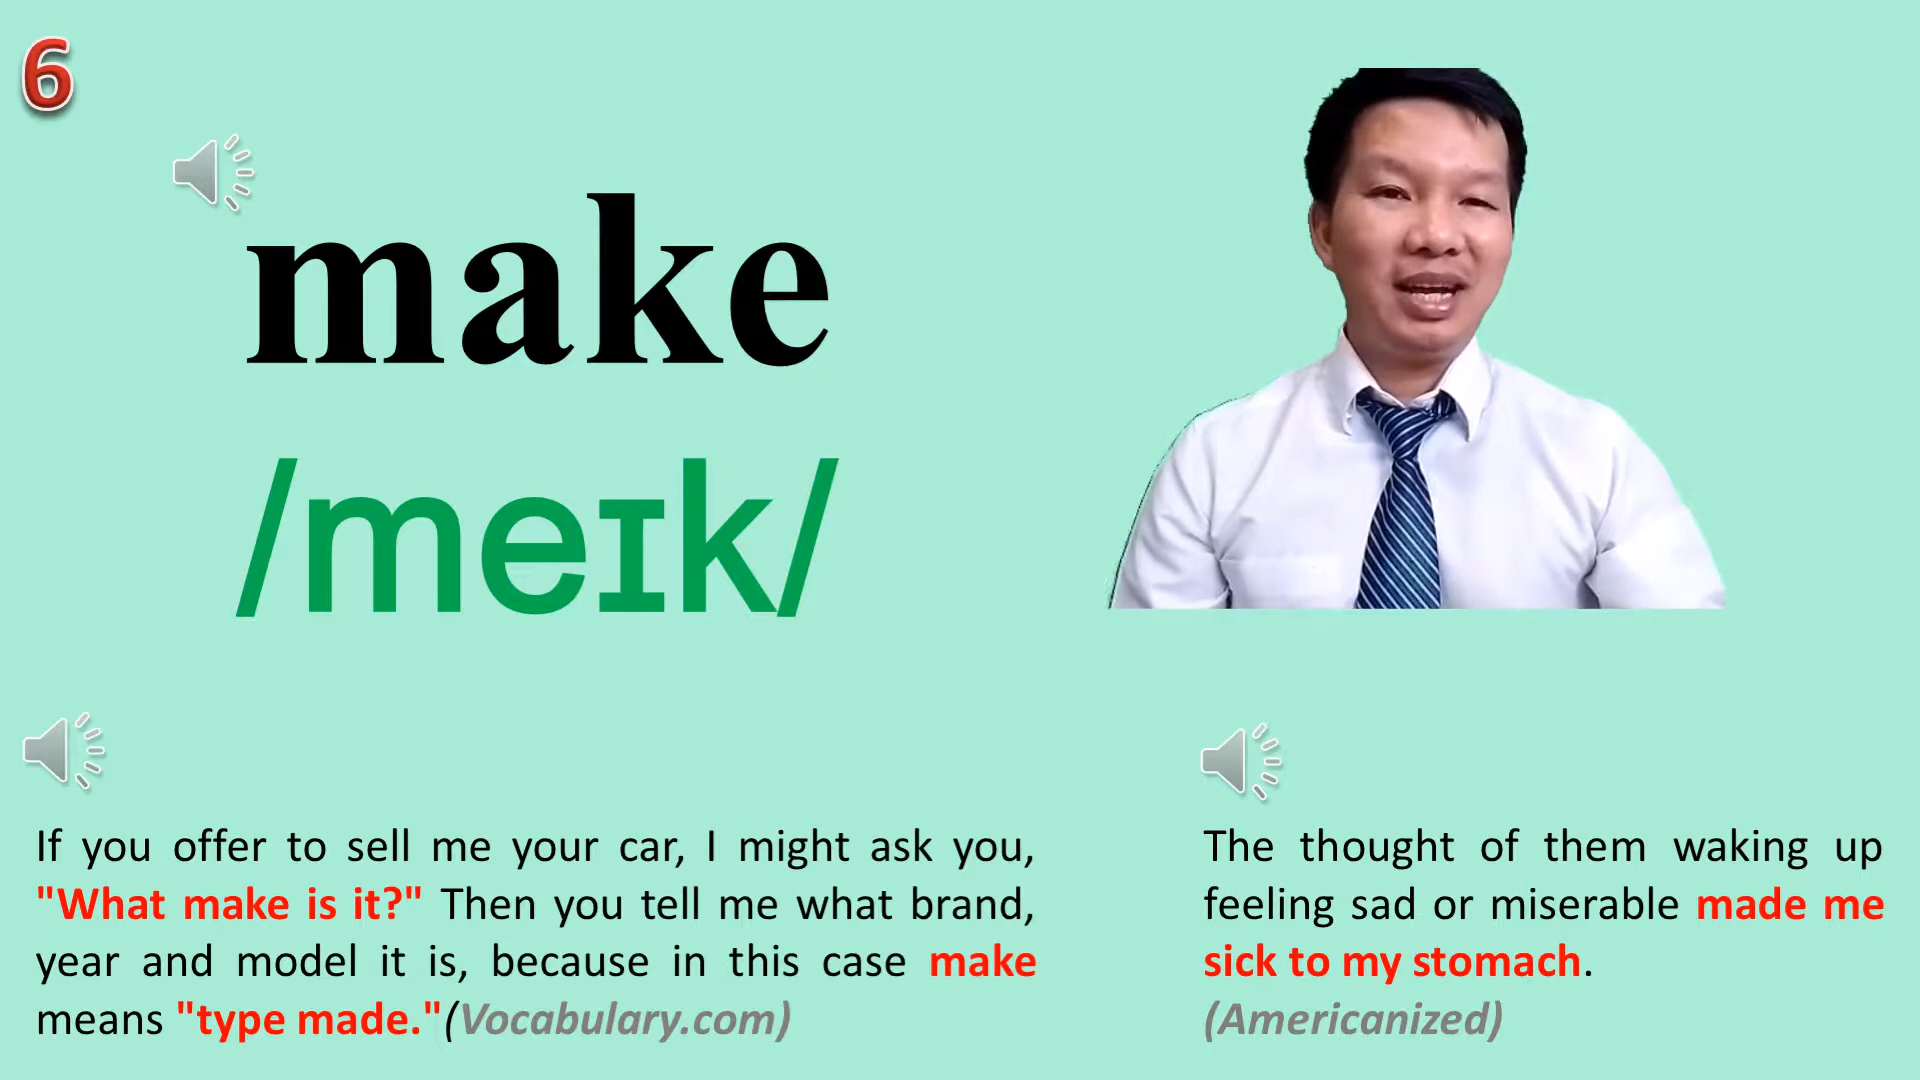 6
make
/meɪk/
If you offer to sell me your car, I might ask you,
"What make is it?" Then you tell me what brand,
year and model it is, because in this case make
means "type made."(Vocabulary.com)
The thought of them waking up
feeling sad or miserable made me
sick to my stomach.
(Americanized)